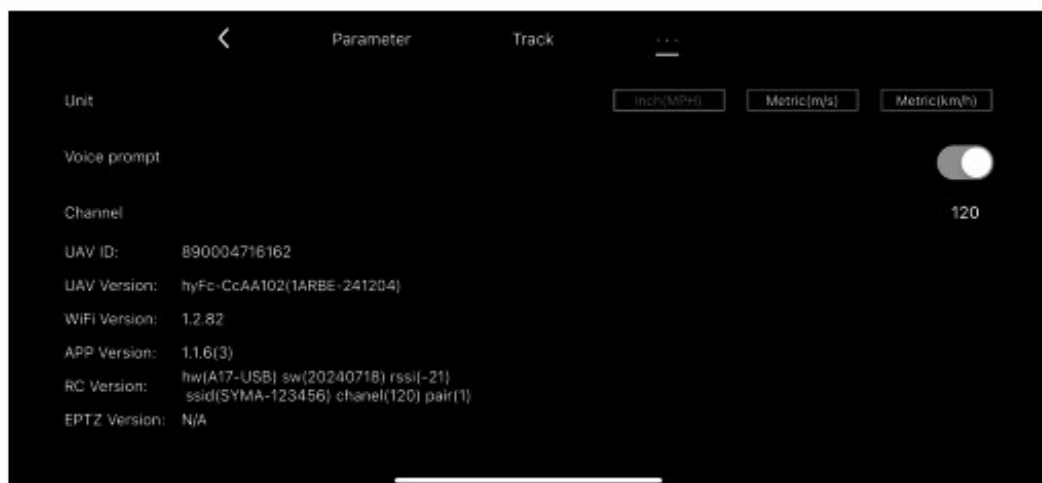 Parameter Track ...
Unit inch(MPH) Metric(m/s) Metric(km/h)
Voice prompt
Channel 120
UAV ID: 890004716162
UAV Version: hyFc-CcAA102(1ARBE-241204)
WiFi Version: 1.2.82
APP Version: 1.1.6(3)
RC Version: hw(A17-USB) sw(20240718) rssi(-21)
ssid(SYMA-123456) chanel(120) pair(1)
EPTZ Version: N/A